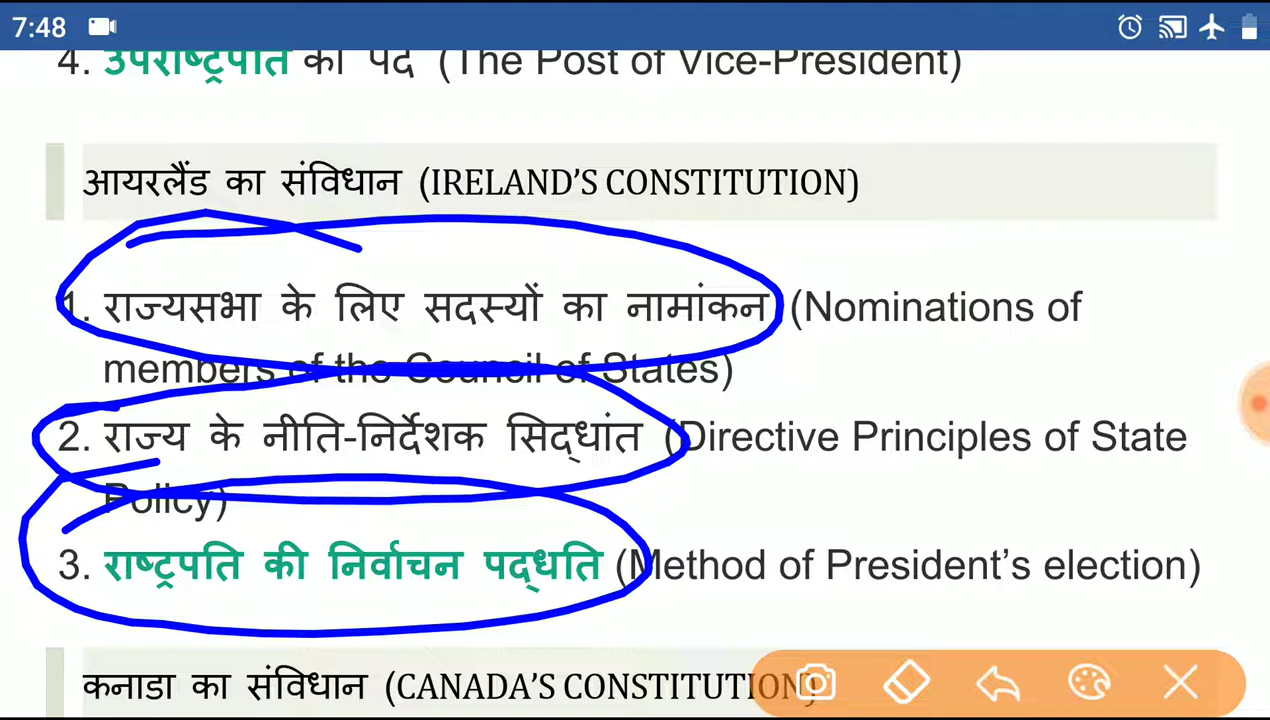 7:48
4. उपराष्ट्रपति का पद (The Post of Vice-President)
आयरलैंड का संविधान (IRELAND’S CONSTITUTION)
1. राज्यसभा के लिए सदस्यों का नामांकन (Nominations of
members of the Council of States)
2. राज्य के नीति-निर्देशक सिद्धांत (Directive Principles of State
Policy)
3. राष्ट्रपति की निर्वाचन पद्धति (Method of President’s election)
कनाडा का संविधान (CANADA’S CONSTITUTION)